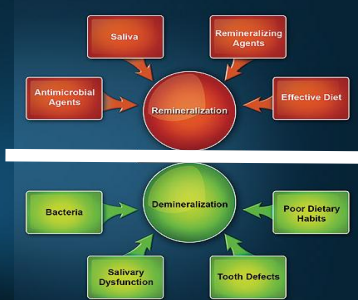 Saliva
Remineralizing
Agents
Antimicrobial
Agents
Remineralization
Effective Diet
Bacteria
Demineralization
Poor Dietary
Habits
Salivary
Dysfunction
Tooth Defects